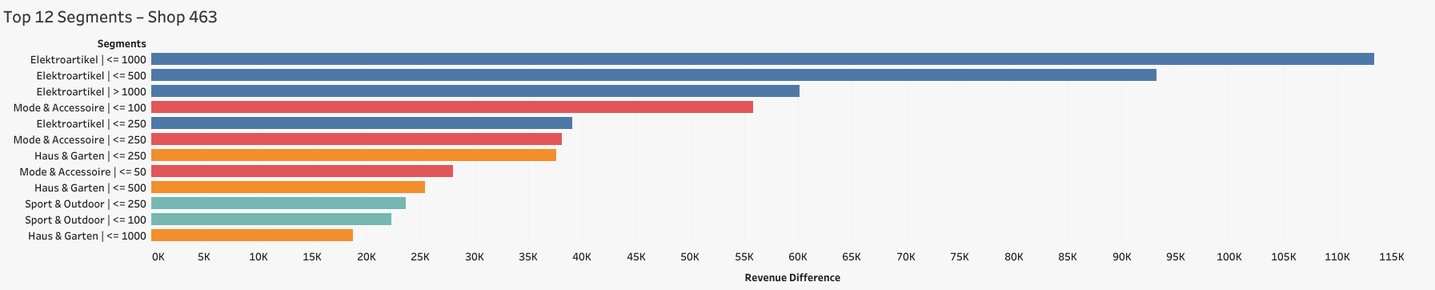 Top 12 Segments – Shop 463
Segments
Elektroartikel | <= 1000
Elektroartikel | <= 500
Elektroartikel | > 1000
Mode & Accessoire | <= 100
Elektroartikel | <= 250
Mode & Accessoire | <= 250
Haus & Garten | <= 250
Mode & Accessoire | <= 50
Haus & Garten | <= 500
Sport & Outdoor | <= 250
Sport & Outdoor | <= 100
Haus & Garten | <= 1000
0K 5K 10K 15K 20K 25K 30K 35K 40K 45K 50K 55K 60K 65K 70K 75K 80K 85K 90K 95K 100K 105K 110K 115K
Revenue Difference